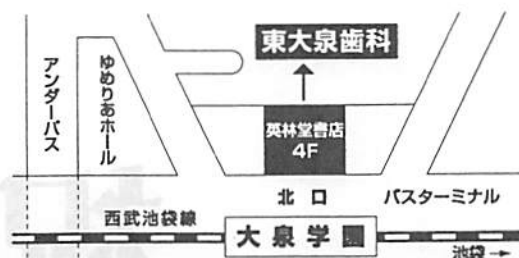 東大泉歯科
アンダーパス
ゆめりあホール
英林堂書店
4F
北口
バスターミナル
西武池袋線
大泉学園
池袋→